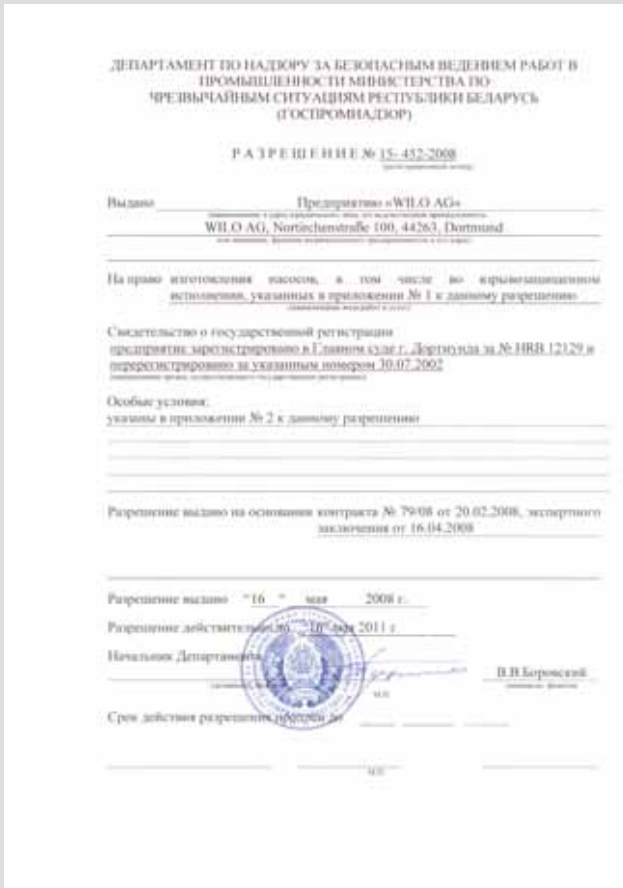 ДЕПАРТАМЕНТ ПО НАДЗОРУ ЗА БЕЗОПАСНЫМ ВЕДЕНИЕМ РАБОТ В
ПРОМЫШЛЕННОСТИ МИНИСТЕРСТВА ПО
ЧРЕЗВЫЧАЙНЫМ СИТУАЦИЯМ РЕСПУБЛИКИ БЕЛАРУСЬ
(ГОСПРОМНАДЗОР)
Р А З Р Е Ш Е Н И Е № 15- 452-2008
Выдано Предприятию «WILO AG»
WILO AG, Nortirchenstraße 100, 44263, Dortmund
На право изготовления насосов, в том числе во взрывозащищенном
исполнении, указанных в приложении № 1 к данному разрешению
Свидетельство о государственной регистрации
предприятие зарегистрировано в Главном суде г. Дортмунда за № HRB 12129 и
перерегистрировано за указанным номером 30.07.2002
Особые условия:
указаны в приложении № 2 к данному разрешению
Разрешение выдано на основании контракта № 79/08 от 20.02.2008, экспертного
заключения от 16.04.2008
Разрешение выдано "16 " мая 2008 г.
Разрешение действительно до 16 мая 2011 г
Начальник Департамента
В.В.Боровский
М.П.
Срок действия разрешения продлен до
М.П.